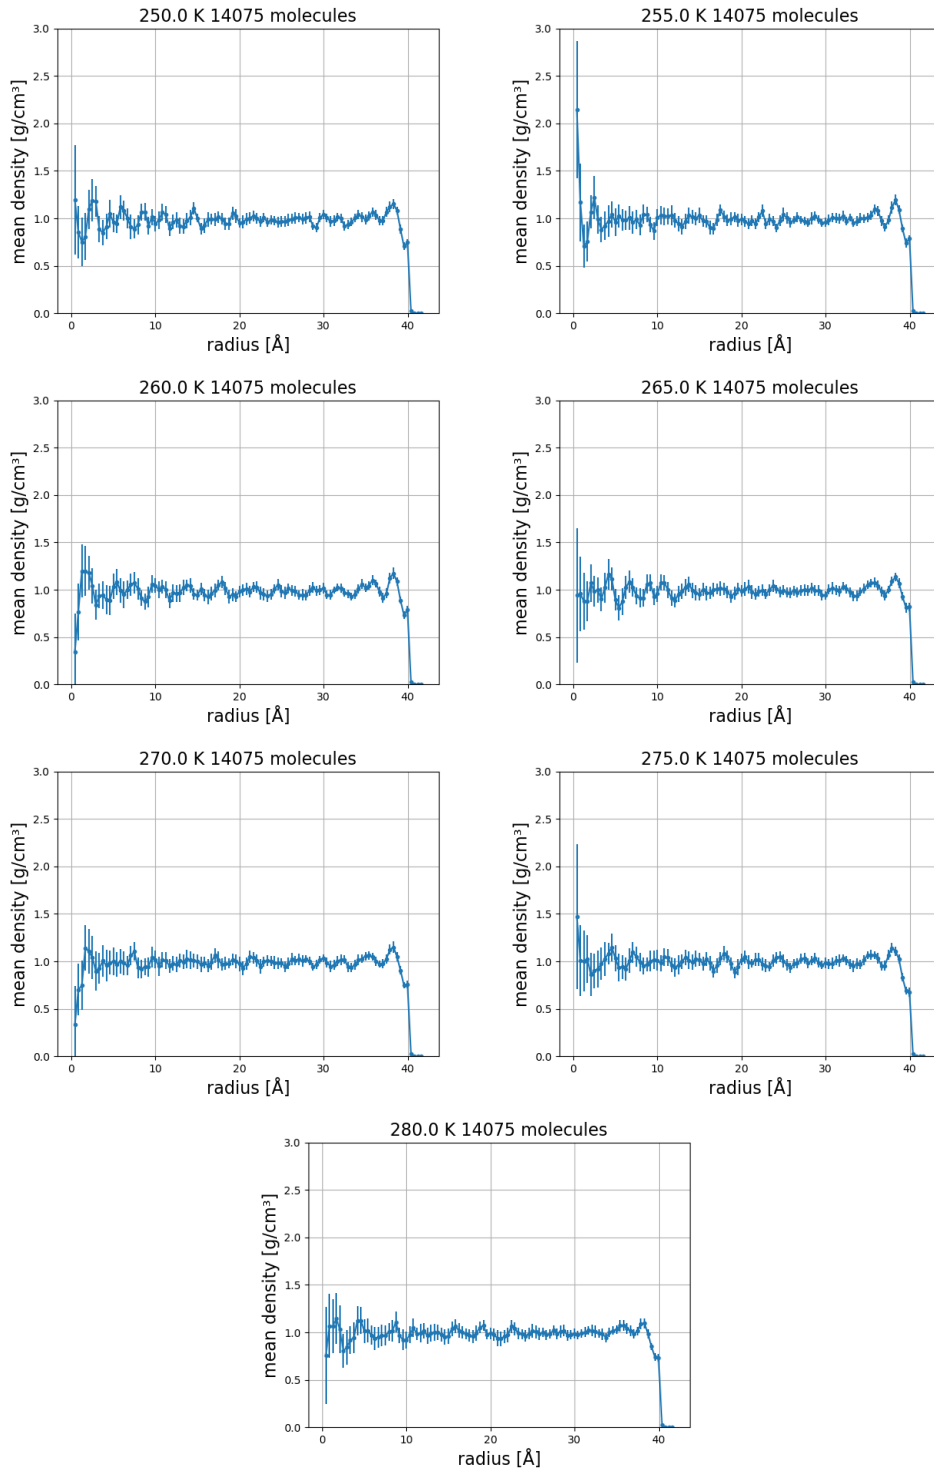 250.0 K 14075 molecules
3.0
2.5
2.0
1.5
1.0
0.5
0.0
mean density [g/cm³]
0 10 20 30 40
radius [Å]
255.0 K 14075 molecules
3.0
2.5
2.0
1.5
1.0
0.5
0.0
mean density [g/cm³]
0 10 20 30 40
radius [Å]
260.0 K 14075 molecules
3.0
2.5
2.0
1.5
1.0
0.5
0.0
mean density [g/cm³]
0 10 20 30 40
radius [Å]
265.0 K 14075 molecules
3.0
2.5
2.0
1.5
1.0
0.5
0.0
mean density [g/cm³]
0 10 20 30 40
radius [Å]
270.0 K 14075 molecules
3.0
2.5
2.0
1.5
1.0
0.5
0.0
mean density [g/cm³]
0 10 20 30 40
radius [Å]
275.0 K 14075 molecules
3.0
2.5
2.0
1.5
1.0
0.5
0.0
mean density [g/cm³]
0 10 20 30 40
radius [Å]
280.0 K 14075 molecules
3.0
2.5
2.0
1.5
1.0
0.5
0.0
mean density [g/cm³]
0 10 20 30 40
radius [Å]